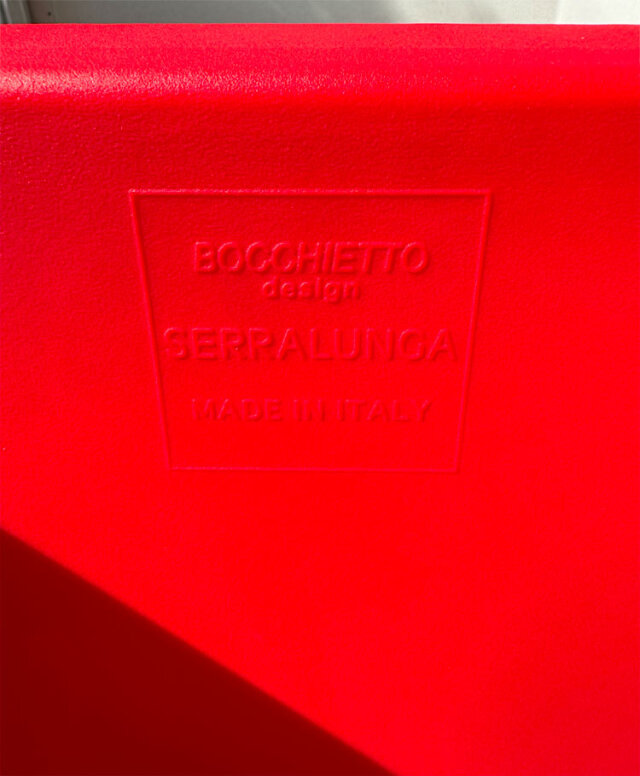 BOCCHIETTO
design
SERRALUNGA
MADE IN ITALY